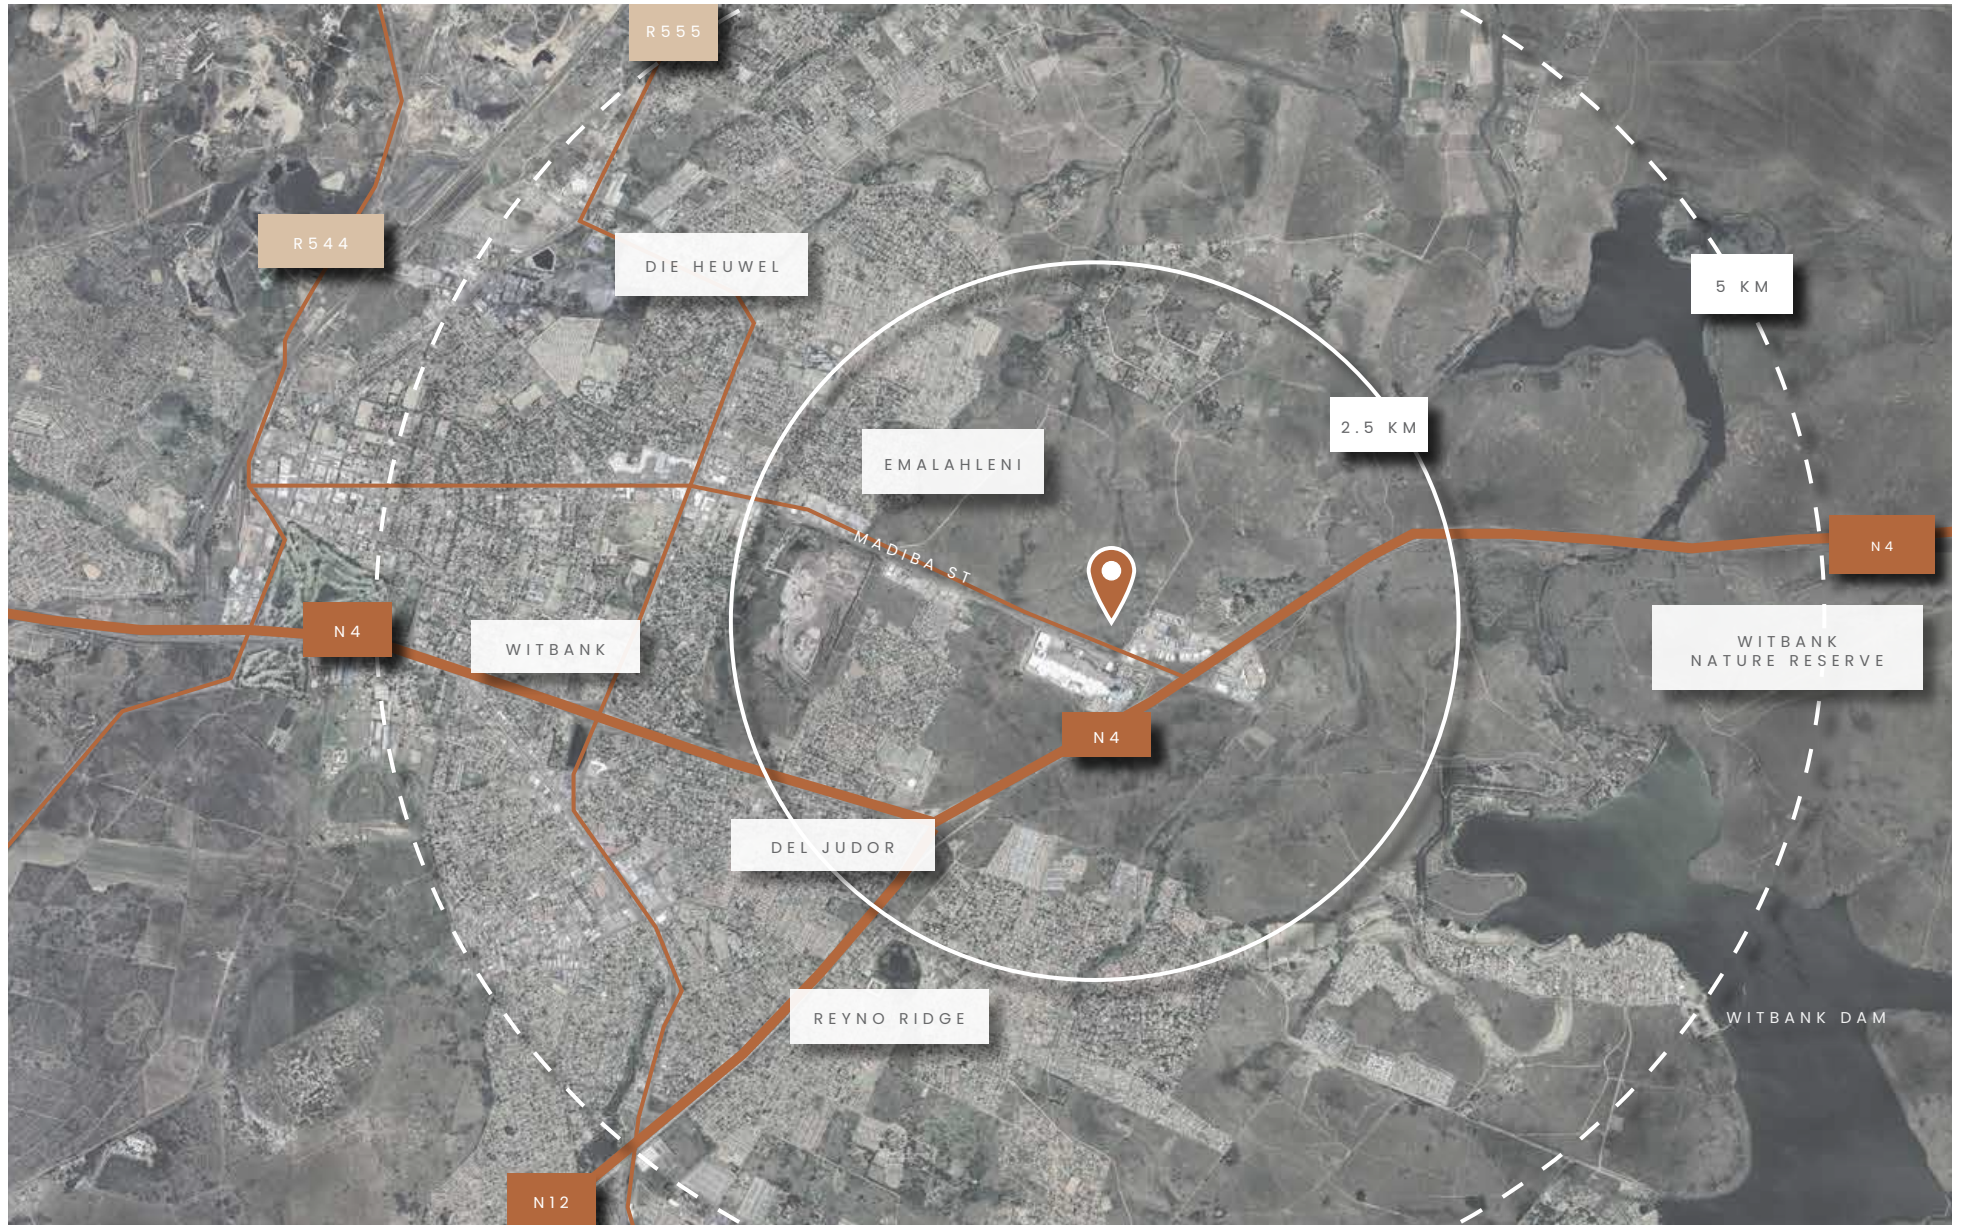 R555
R544
DIE HEUWEL
5 KM
2.5 KM
EMALAHLENI
MADIBA ST
N4
N4
WITBANK
WITBANK
NATURE RESERVE
N4
DEL JUDOR
REYNO RIDGE
WITBANK DAM
N12